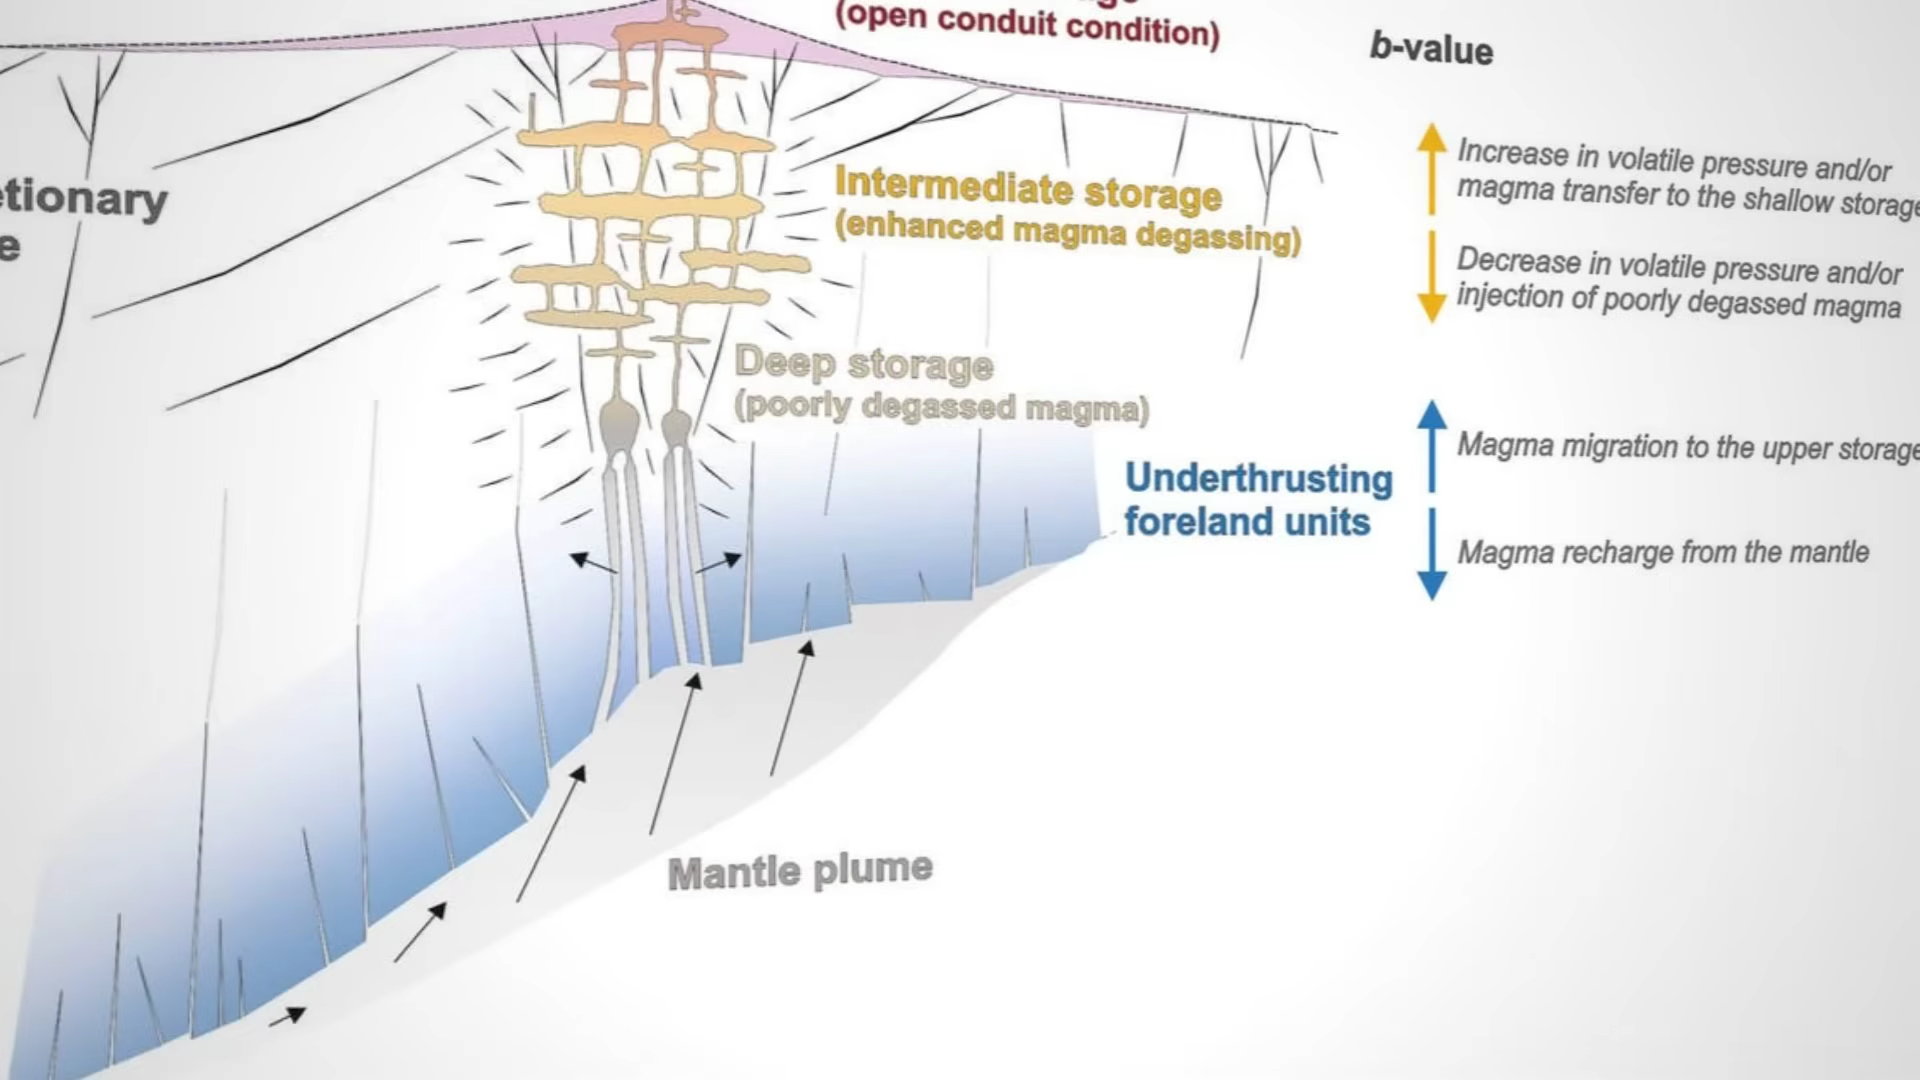 (open conduit condition)
b-value
Increase in volatile pressure and/or
magma transfer to the shallow storage
Intermediate storage
(enhanced magma degassing)
Decrease in volatile pressure and/or
injection of poorly degassed magma
Deep storage
(poorly degassed magma)
Magma migration to the upper storage
Underthrusting
foreland units
Magma recharge from the mantle
Mantle plume